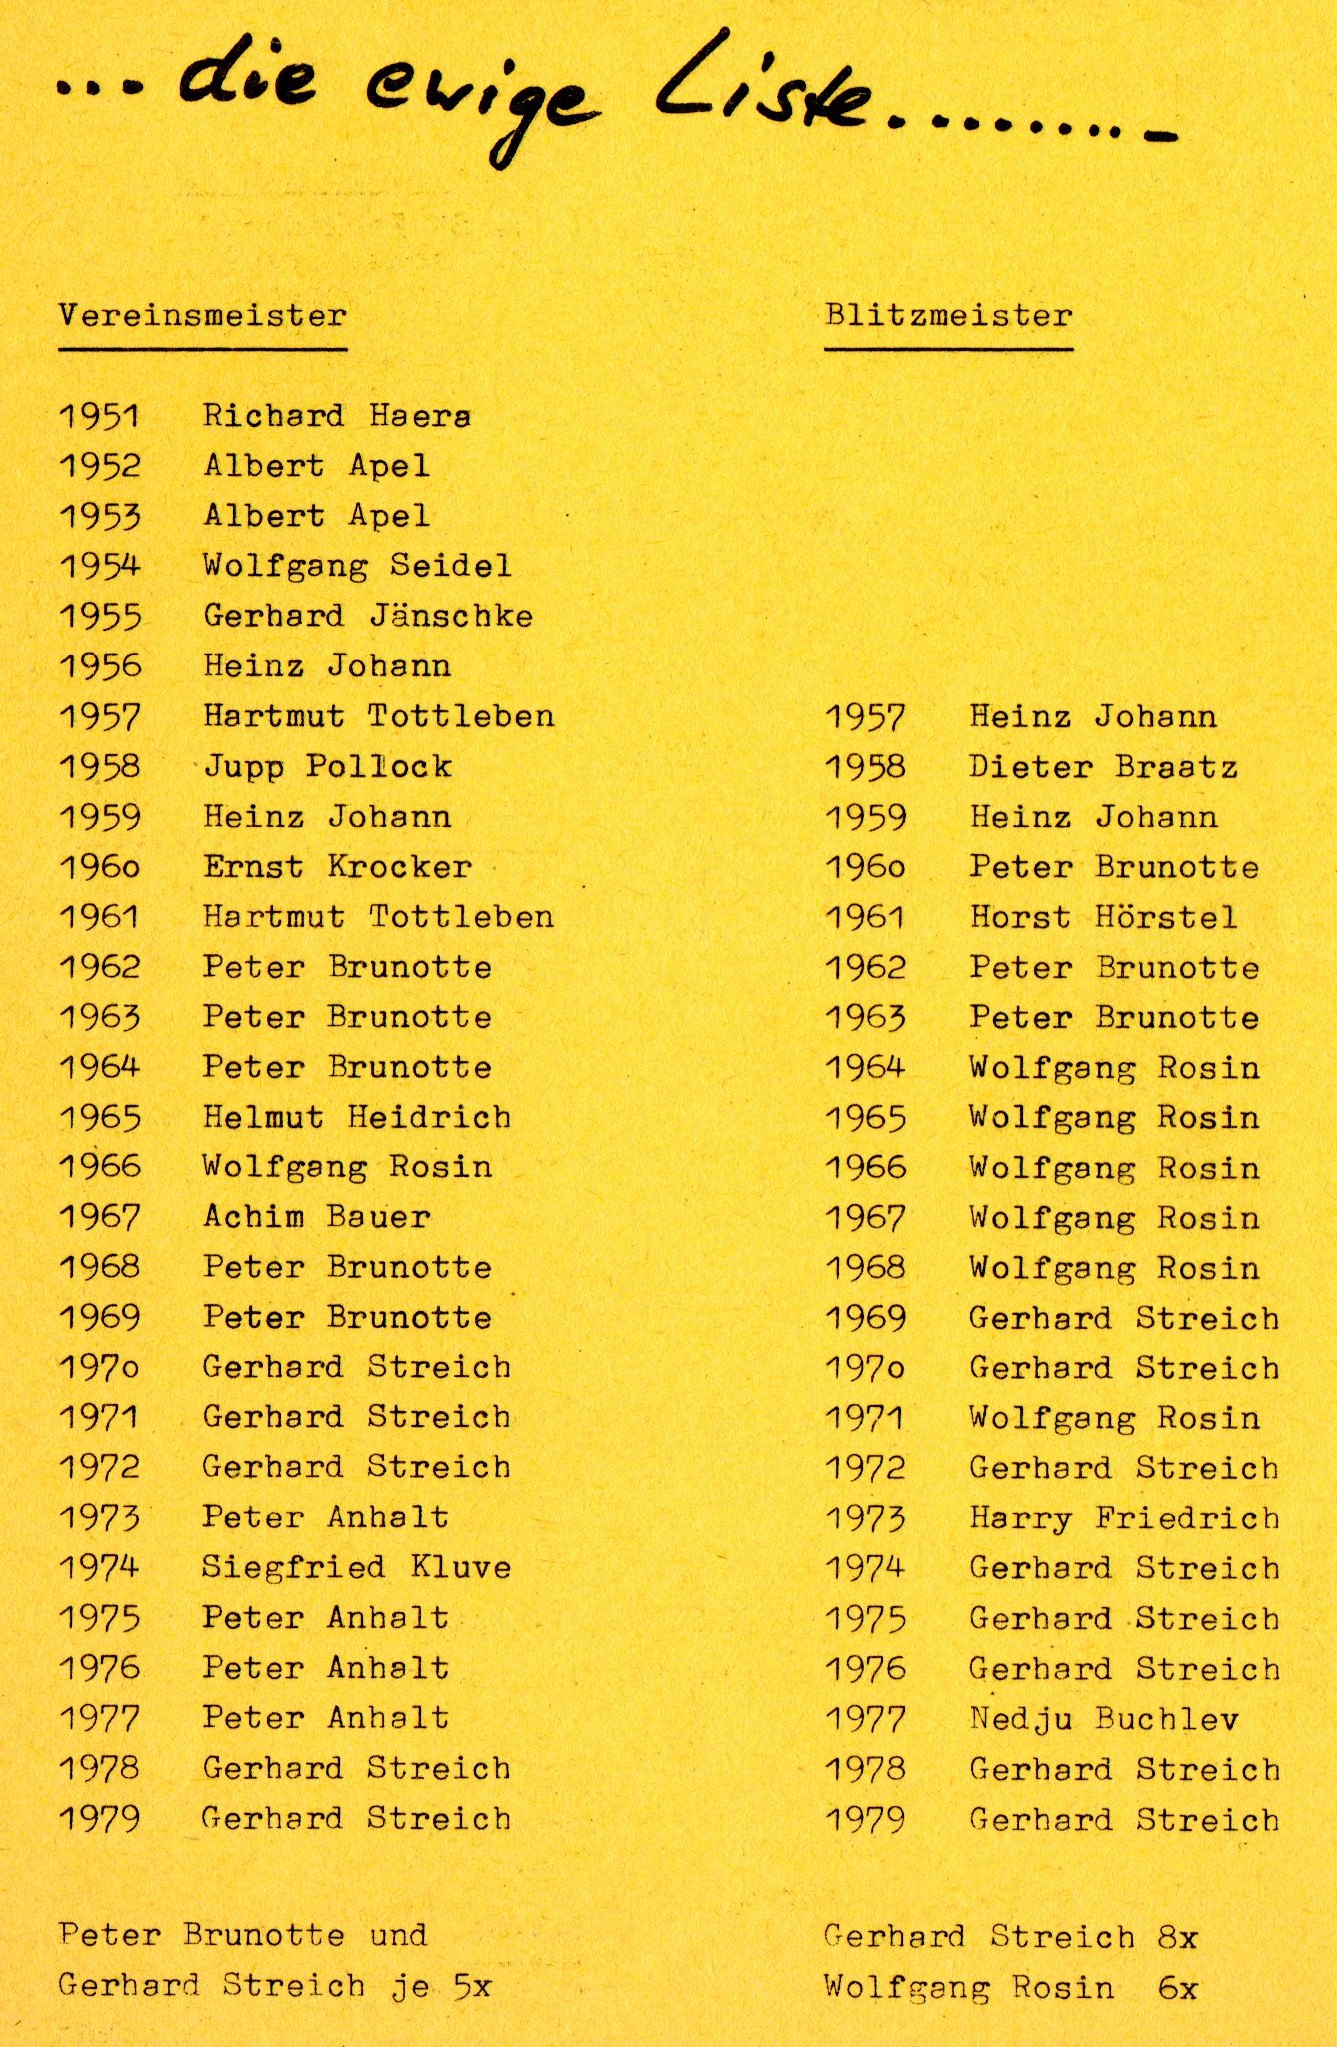 ... die ewige Liste......... -
Vereinsmeister Blitzmeister
1951 Richard Haera
1952 Albert Apel
1953 Albert Apel
1954 Wolfgang Seidel
1955 Gerhard Jänschke
1956 Heinz Johann
1957 Hartmut Tottleben 1957 Heinz Johann
1958 Jupp Pollock 1958 Dieter Braatz
1959 Heinz Johann 1959 Heinz Johann
196o Ernst Krocker 196o Peter Brunotte
1961 Hartmut Tottleben 1961 Horst Hörstel
1962 Peter Brunotte 1962 Peter Brunotte
1963 Peter Brunotte 1963 Peter Brunotte
1964 Peter Brunotte 1964 Wolfgang Rosin
1965 Helmut Heidrich 1965 Wolfgang Rosin
1966 Wolfgang Rosin 1966 Wolfgang Rosin
1967 Achim Bauer 1967 Wolfgang Rosin
1968 Peter Brunotte 1968 Wolfgang Rosin
1969 Peter Brunotte 1969 Gerhard Streich
197o Gerhard Streich 197o Gerhard Streich
1971 Gerhard Streich 1971 Wolfgang Rosin
1972 Gerhard Streich 1972 Gerhard Streich
1973 Peter Anhalt 1973 Harry Friedrich
1974 Siegfried Kluve 1974 Gerhard Streich
1975 Peter Anhalt 1975 Gerhard Streich
1976 Peter Anhalt 1976 Gerhard Streich
1977 Peter Anhalt 1977 Nedju Buchlev
1978 Gerhard Streich 1978 Gerhard Streich
1979 Gerhard Streich 1979 Gerhard Streich
Peter Brunotte und Gerhard Streich 8x
Gerhard Streich je 5x Wolfgang Rosin 6x